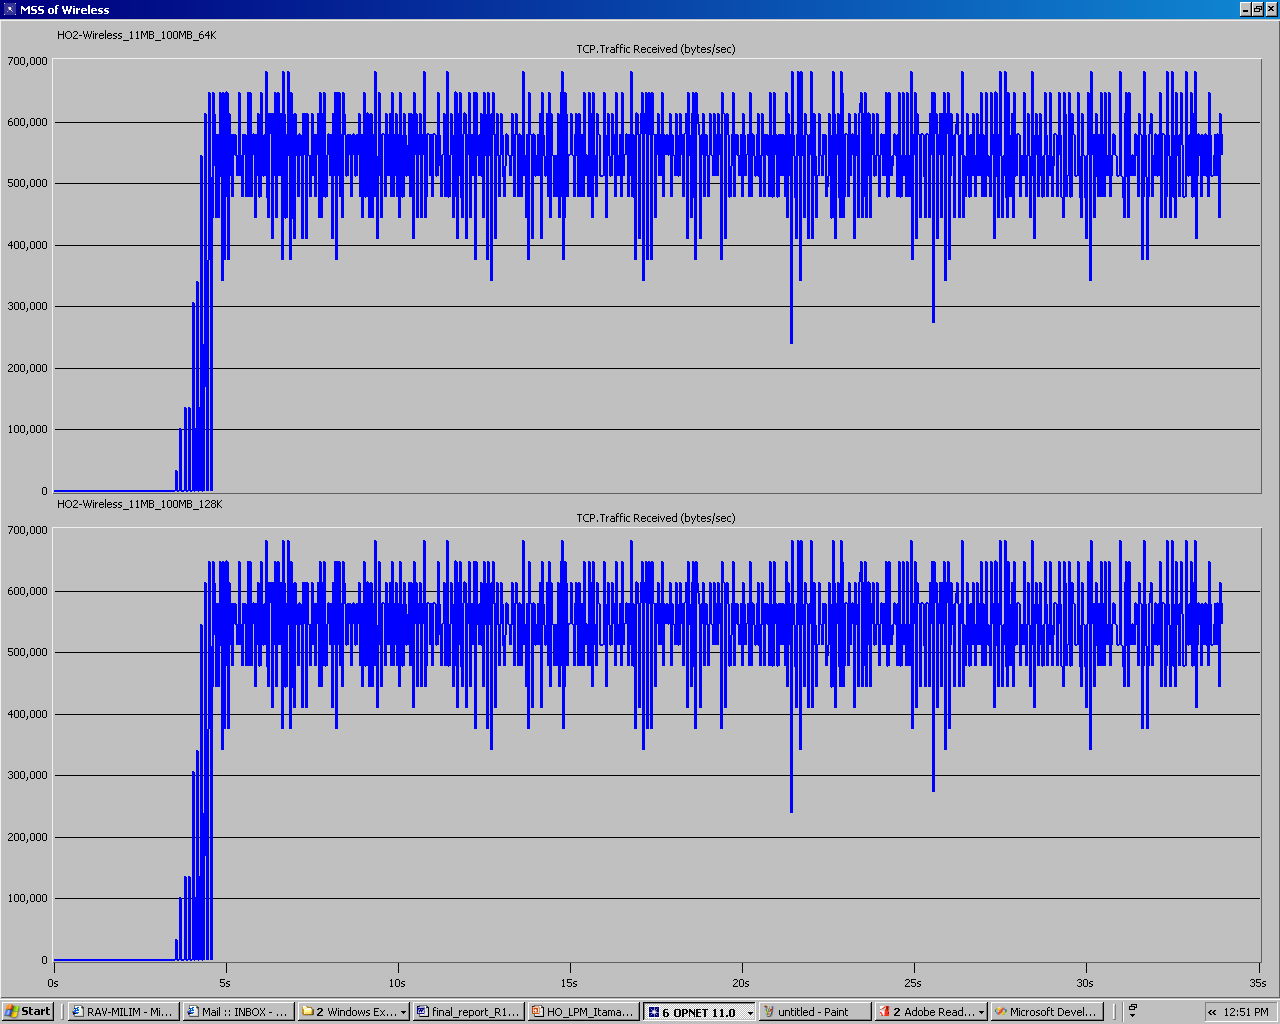 MSS of Wireless
HO2-Wireless_11MB_100MB_64K
TCP.Traffic Received (bytes/sec)
700,000
600,000
500,000
400,000
300,000
200,000
100,000
0
HO2-Wireless_11MB_100MB_128K
TCP.Traffic Received (bytes/sec)
700,000
600,000
500,000
400,000
300,000
200,000
100,000
0
0s 5s 10s 15s 20s 25s 30s 35s
Start RAV-MILIM - Mi... Mail :: INBOX - ... 2 Windows Ex... final_report_R1... HO_LPM_Itama... 6 OPNET 11.0 untitled - Paint 2 Adobe Read... Microsoft Devel... « 12:51 PM